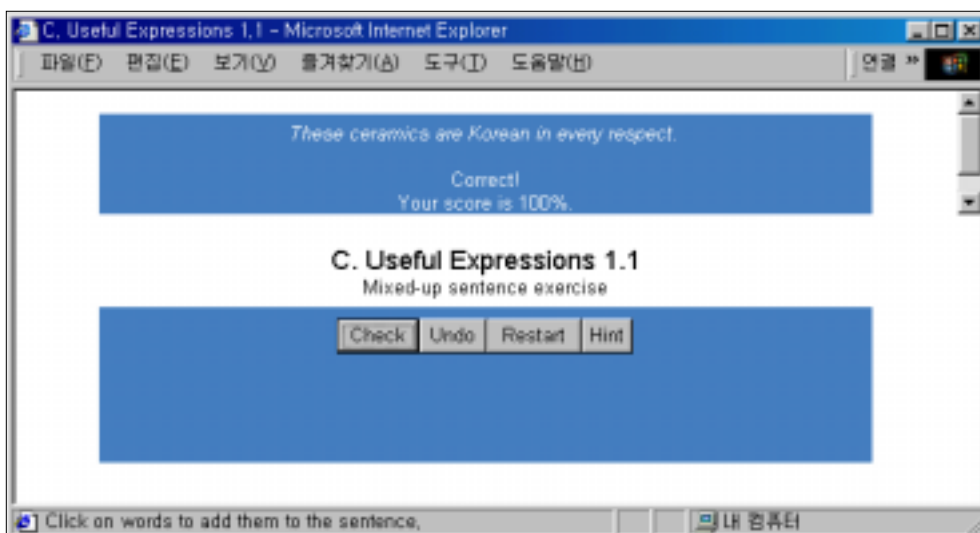 C, Useful Expressions 1,1 - Microsoft Internet Explorer
파일(F) 편집(E) 보기(V) 즐겨찾기(A) 도구(T) 도움말(H) 연결 »
These ceramics are Korean in every respect.
Correct!
Your score is 100%.
C. Useful Expressions 1.1
Mixed-up sentence exercise
Check Undo Restart Hint
Click on words to add them to the sentence, 내 컴퓨터